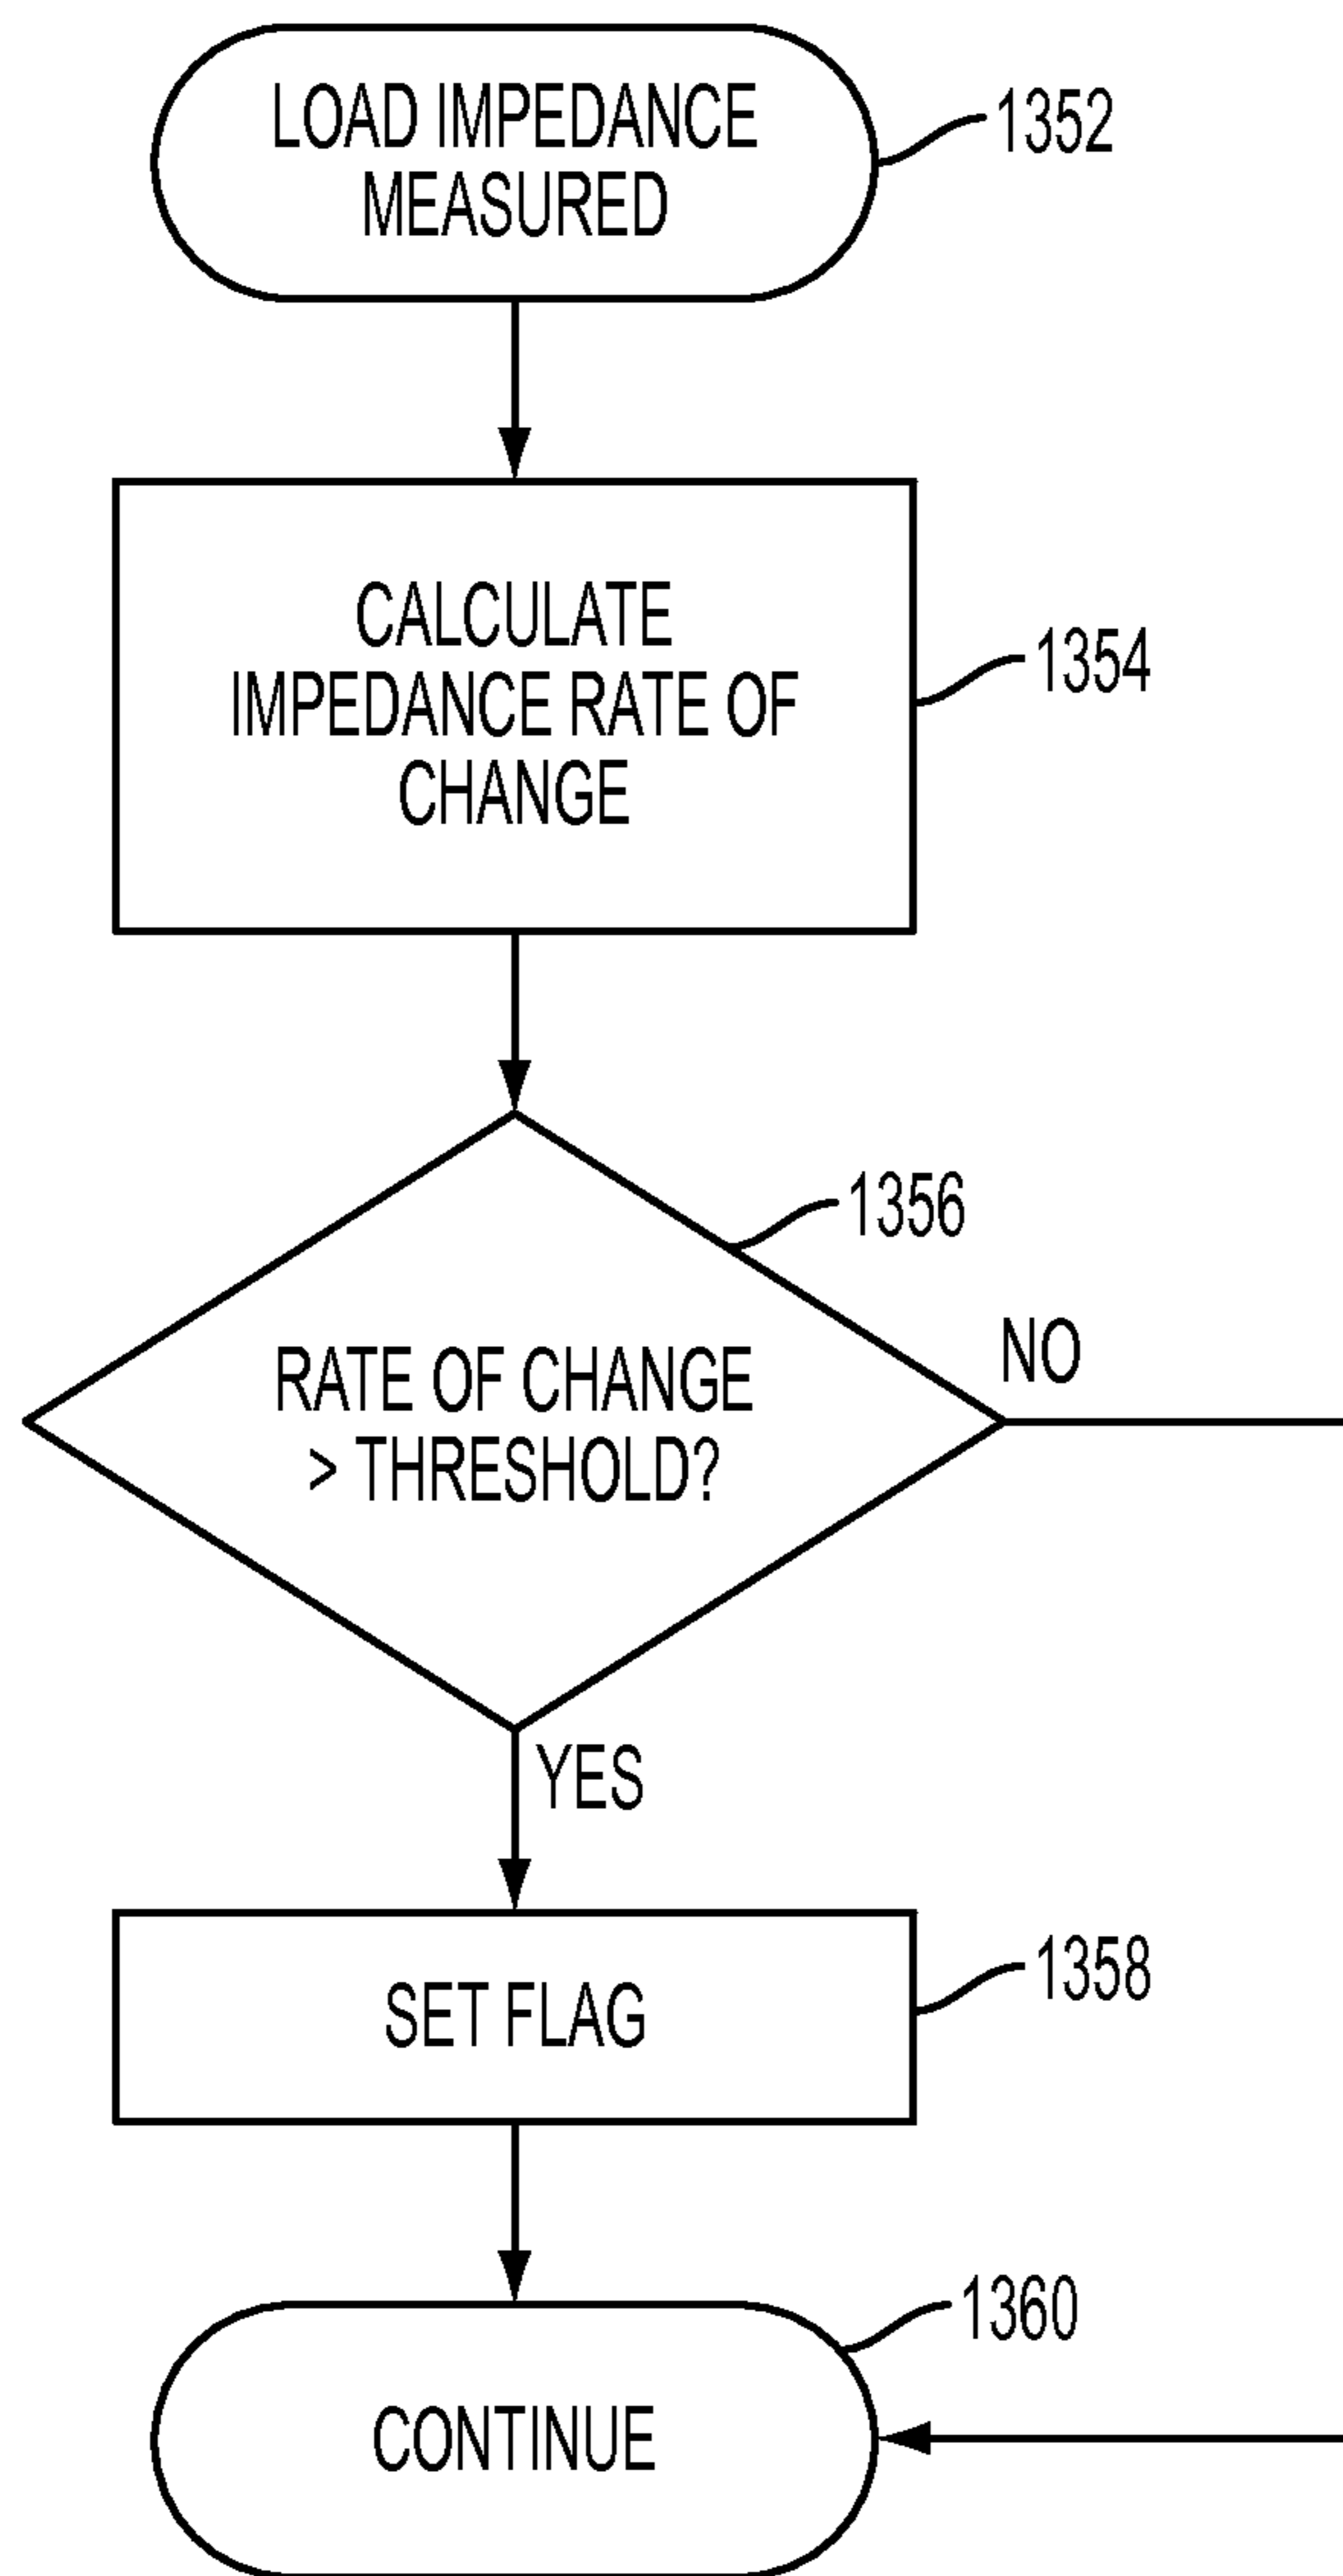 LOAD IMPEDANCE
MEASURED
1352
CALCULATE
IMPEDANCE RATE OF
CHANGE
1354
1356
RATE OF CHANGE
> THRESHOLD?
NO
YES
SET FLAG
1358
1360
CONTINUE